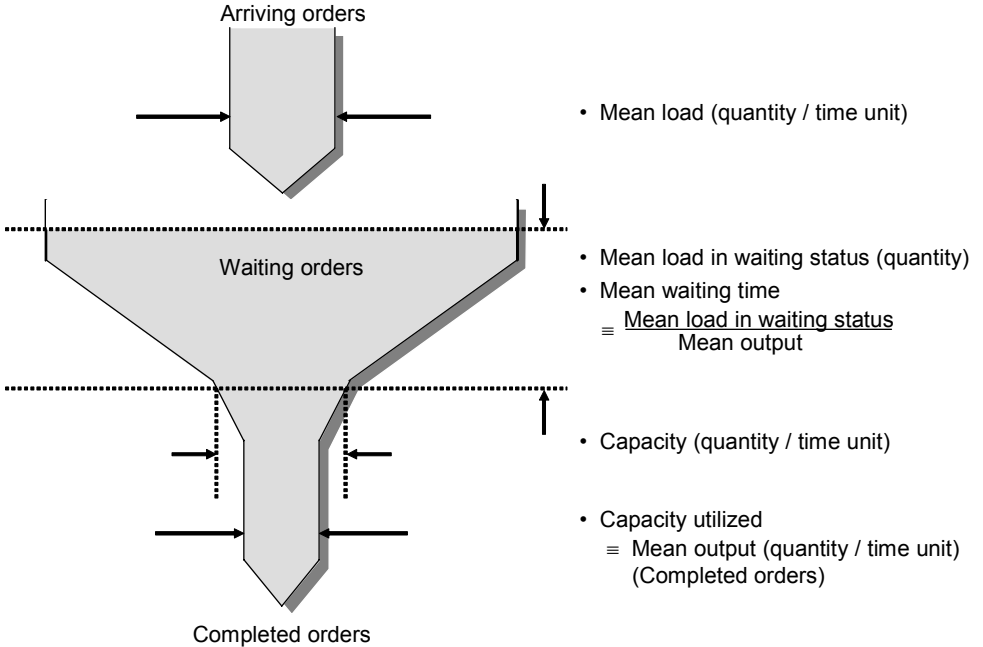 Arriving orders
• Mean load (quantity / time unit)
Waiting orders
• Mean load in waiting status (quantity)
• Mean waiting time
≡ Mean load in waiting status
Mean output
• Capacity (quantity / time unit)
• Capacity utilized
≡ Mean output (quantity / time unit)
(Completed orders)
Completed orders